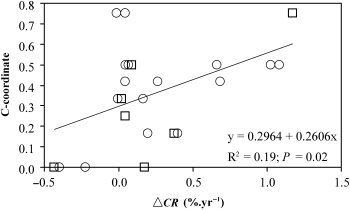 0.8
0.7
0.6
0.5
0.4
0.3
0.2
0.1
0.0
C-coordinate
y = 0.2964 + 0.2606x
R² = 0.19; P = 0.02
−0.5 0.0 0.5 1.0 1.5
△CR (%.yr⁻¹)